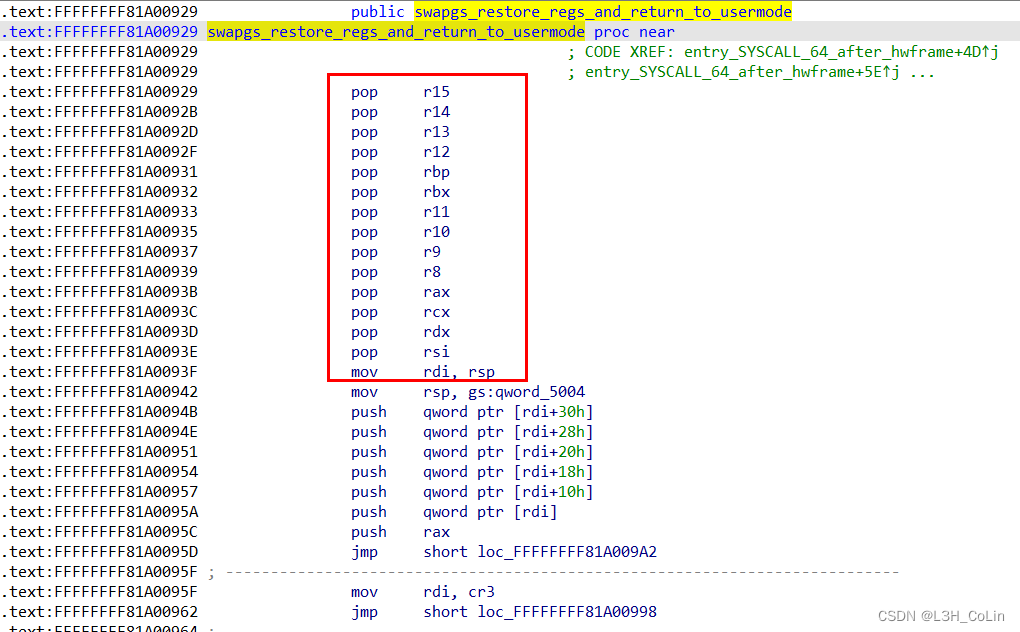 .text:FFFFFFFF81A00929 public swapgs_restore_regs_and_return_to_usermode
.text:FFFFFFFF81A00929 swapgs_restore_regs_and_return_to_usermode proc near
.text:FFFFFFFF81A00929 ; CODE XREF: entry_SYSCALL_64_after_hwframe+4D↑j
.text:FFFFFFFF81A00929 ; entry_SYSCALL_64_after_hwframe+5E↑j ...
.text:FFFFFFFF81A00929 pop r15
.text:FFFFFFFF81A0092B pop r14
.text:FFFFFFFF81A0092D pop r13
.text:FFFFFFFF81A0092F pop r12
.text:FFFFFFFF81A00931 pop rbp
.text:FFFFFFFF81A00932 pop rbx
.text:FFFFFFFF81A00933 pop r11
.text:FFFFFFFF81A00935 pop r10
.text:FFFFFFFF81A00937 pop r9
.text:FFFFFFFF81A00939 pop r8
.text:FFFFFFFF81A0093B pop rax
.text:FFFFFFFF81A0093C pop rcx
.text:FFFFFFFF81A0093D pop rdx
.text:FFFFFFFF81A0093E pop rsi
.text:FFFFFFFF81A0093F mov rdi, rsp
.text:FFFFFFFF81A00942 mov rsp, gs:qword_5004
.text:FFFFFFFF81A0094B push qword ptr [rdi+30h]
.text:FFFFFFFF81A0094E push qword ptr [rdi+28h]
.text:FFFFFFFF81A00951 push qword ptr [rdi+20h]
.text:FFFFFFFF81A00954 push qword ptr [rdi+18h]
.text:FFFFFFFF81A00957 push qword ptr [rdi+10h]
.text:FFFFFFFF81A0095A push qword ptr [rdi]
.text:FFFFFFFF81A0095C push rax
.text:FFFFFFFF81A0095D jmp short loc_FFFFFFFF81A009A2
.text:FFFFFFFF81A0095F ; ---------------------------------------------------------------------------
.text:FFFFFFFF81A0095F mov rdi, cr3
.text:FFFFFFFF81A00962 jmp short loc_FFFFFFFF81A00998
.text:FFFFFFFF81A00964 ;
CSDN @L3H_CoLin